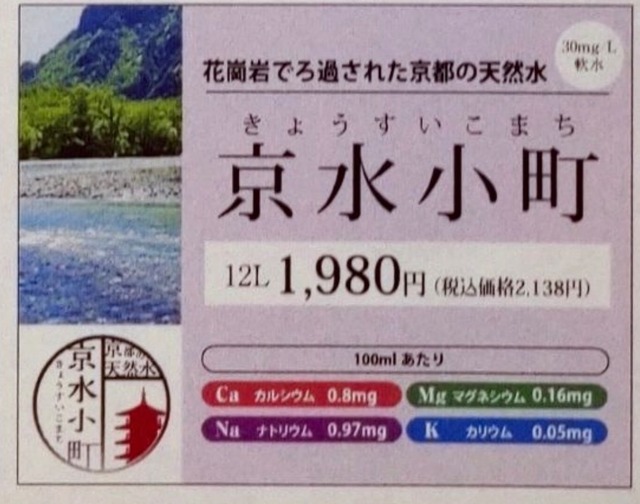 30mg/L
軟水
花崗岩でろ過された京都の天然水
きょうすいこまち
京水小町
12L 1,980円 (税込価格2,138円)
100mlあたり
Ca カルシウム 0.8mg
Mg マグネシウム 0.16mg
Na ナトリウム 0.97mg
K カリウム 0.05mg
京水小町
きょうすいこまち
京都の
天然水